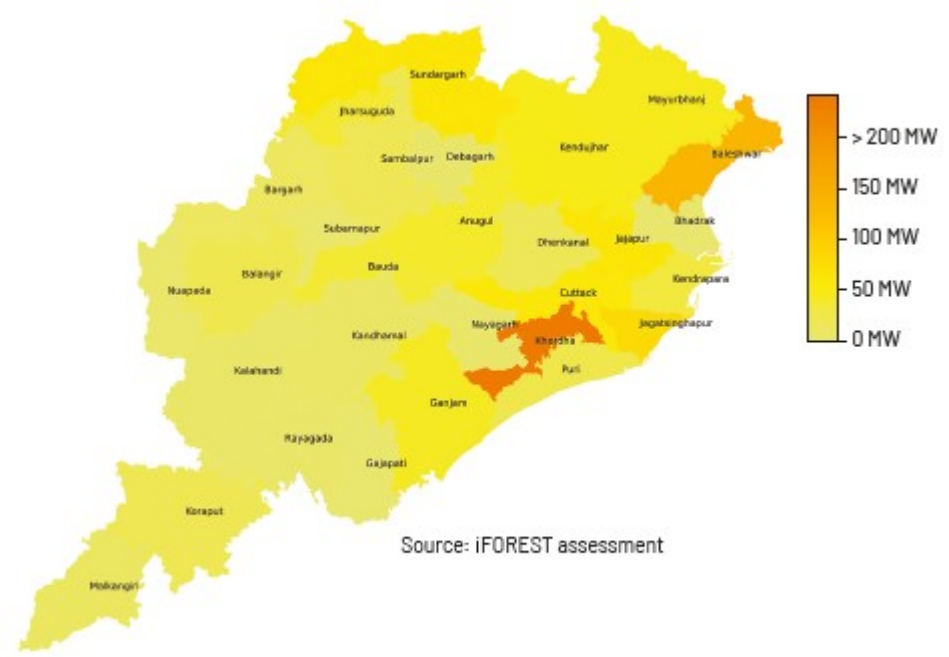 Sundargarh
Mayurbhanj
Jharsuguda
> 200 MW
Kendujhar
Baleshwar
Sambalpur
Debagarh
150 MW
Bargarh
Anugul
Bhadrak
Subarnapur
Jajapur
100 MW
Dhenkanal
Bauda
Balangir
Kendrapara
Nuapada
50 MW
Cuttack
Nayagarh
Jagatsinghapur
Kandhamal
Khordha
0 MW
Kalahandi
Puri
Ganjam
Rayagada
Gajapati
Koraput
Source: iFOREST assessment
Malkangiri